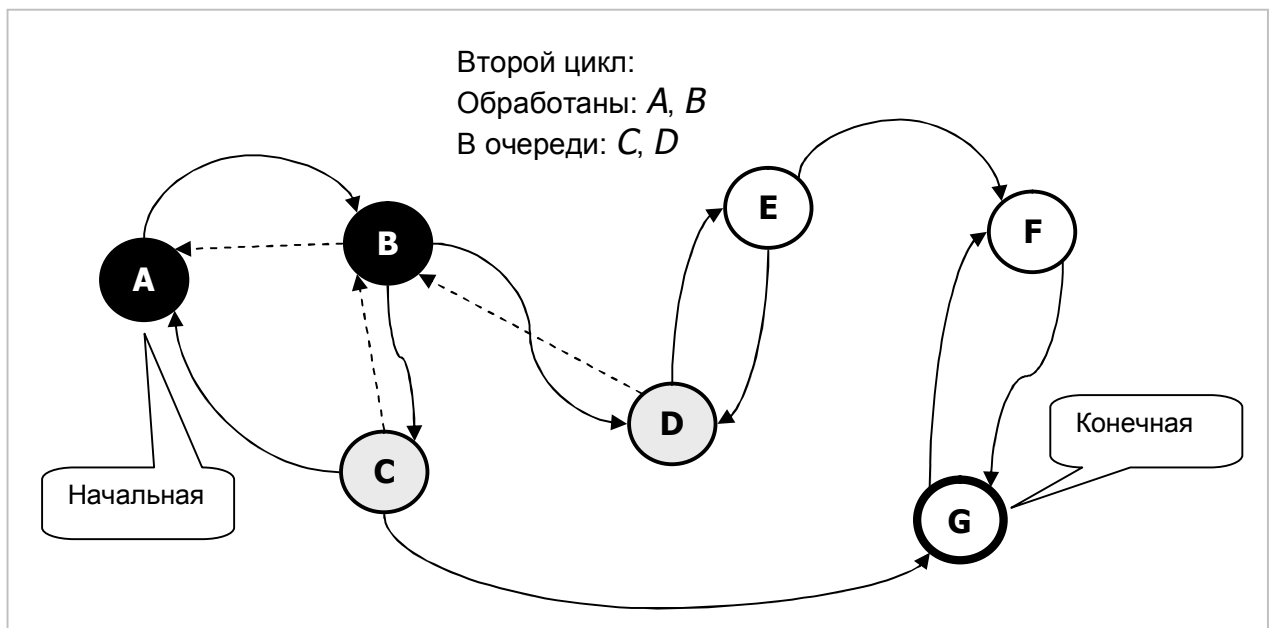 Второй цикл:
Обработаны: A, B
В очереди: C, D
E
F
B
A
D
Конечная
C
Начальная
G